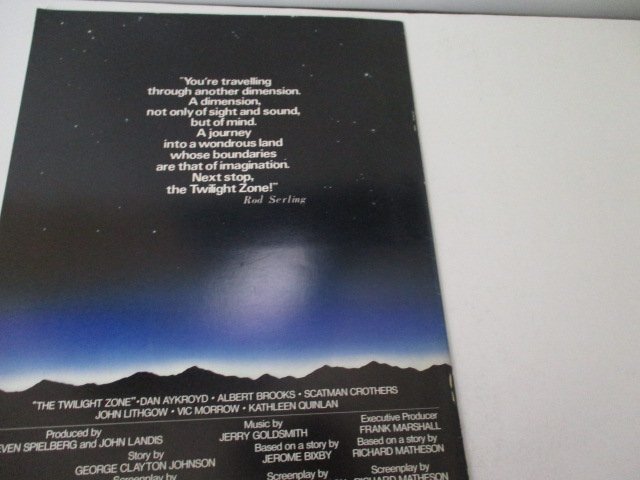 "You're travelling
through another dimension.
A dimension,
not only of sight and sound,
but of mind.
A journey
into a wondrous land
whose boundaries
are that of imagination.
Next stop,
the Twilight Zone!"
Rod Serling
"THE TWILIGHT ZONE"•DAN AYKROYD • ALBERT BROOKS • SCATMAN CROTHERS
JOHN LITHGOW • VIC MORROW • KATHLEEN QUINLAN
Produced by
EVEN SPIELBERG and JOHN LANDIS
Story by
GEORGE CLAYTON JOHNSON
Screenplay by
Music by
JERRY GOLDSMITH
Based on a story by
JEROME BIXBY
Screenplay by
Executive Producer
FRANK MARSHALL
Based on a story by
RICHARD MATHESON
Screenplay by
RICHARD MATHESON